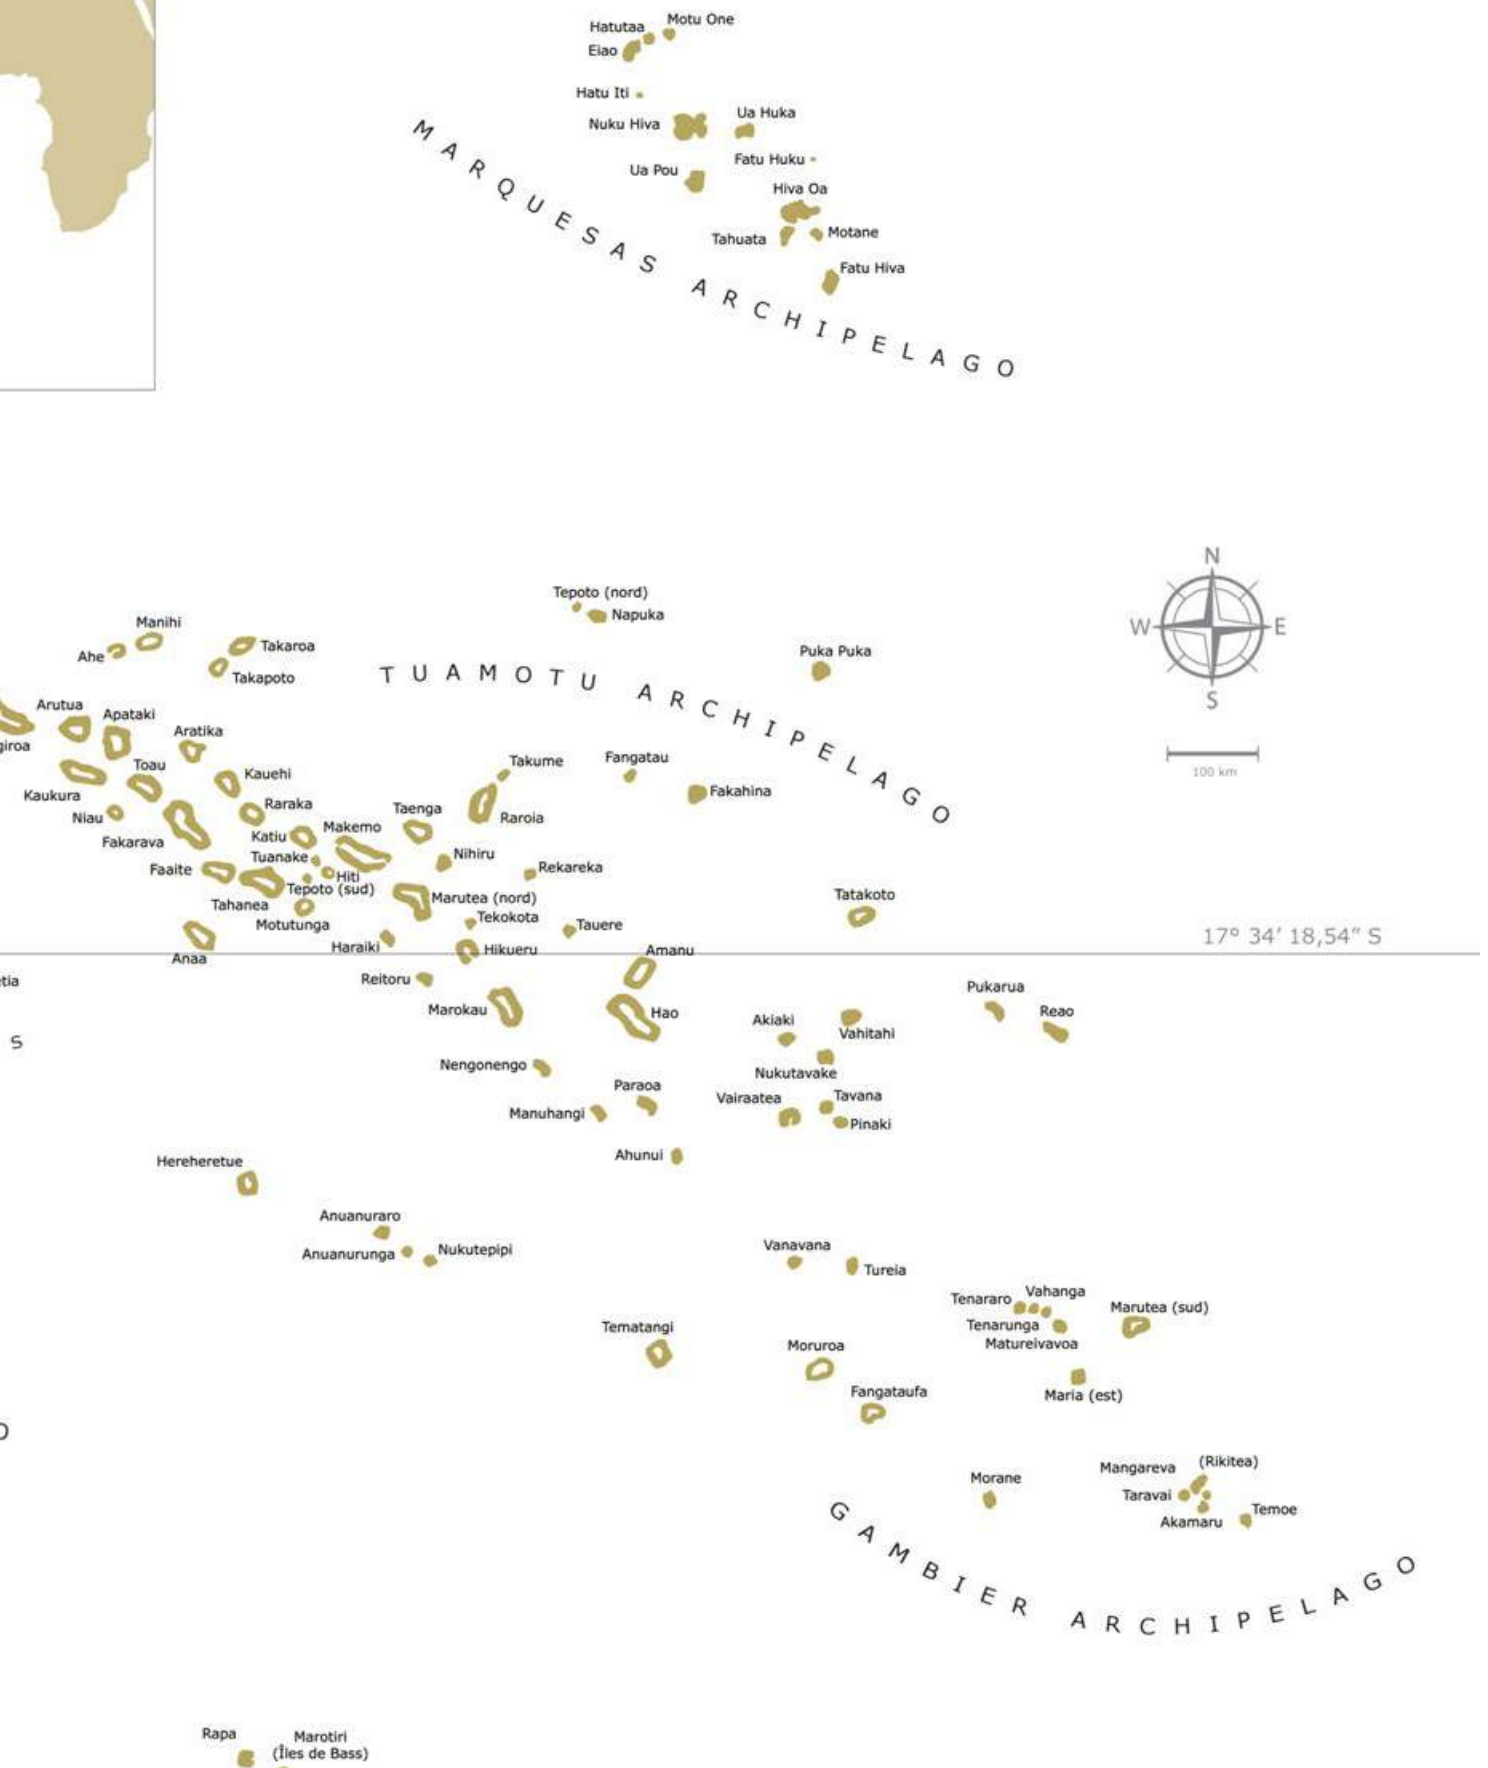 Motu One
Hatutaa
Eiao
Hatu Iti
Ua Huka
Nuku Hiva
Fatu Huku
Ua Pou
Hiva Oa
Motane
Tahuata
Fatu Hiva
MARQUESAS ARCHIPELAGO
N
W
E
S
100 km
Tepoto (nord)
Napuka
Manihi
Ahe
Takaroa
Takapoto
Puka Puka
TUAMOTU ARCHIPELAGO
Arutua
Apataki
giroa
Aratika
Toau
Kauehi
Takume
Fangatau
Fakahina
Kaukura
Niau
Raraka
Taenga
Raroia
Fakarava
Katiu
Makemo
Tuanake
Nihiru
Faaite
Hiti
Rekareka
Tepoto (sud)
Tahanea
Marutea (nord)
Tatakoto
Motutunga
Tekokota
Tauere
Haraiki
Hikueru
Amanu
Anaa
17° 34’ 18,54” S
etia
Reitoru
Pukarua
Marokau
Hao
Akiaki
Reao
Vahitahi
S
Nengonengo
Nukutavake
Paraoa
Vairaatea
Tavana
Manuhangi
Pinaki
Ahunui
Hereheretue
Anuanuraro
Anuanurunga
Nukutepipi
Vanavana
Tureia
Tenararo
Vahanga
Marutea (sud)
Tenarunga
Matureivavoa
Tematangi
Moruroa
Fangataufa
Maria (est)
O
Morane
Mangareva
(Rikitea)
Taravai
Akamaru
Temoe
GAMBIER ARCHIPELAGO
Rapa
Marotiri
(Îles de Bass)